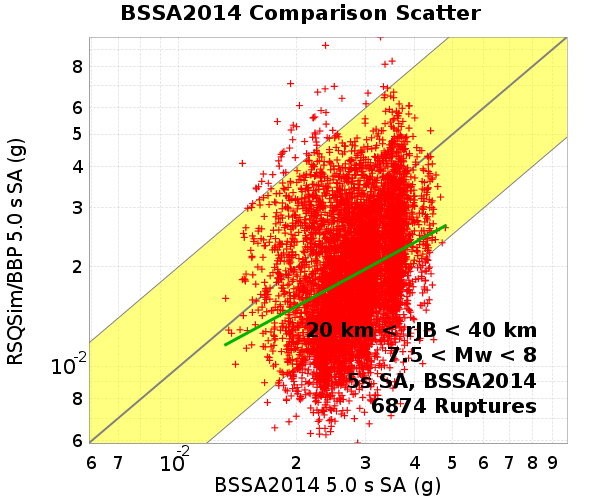 BSSA2014 Comparison Scatter
RSQSim/BBP 5.0 s SA (g)
8
6
5
4
3
2
10-2
8
6
20 km < rJB < 40 km
7.5 < Mw < 8
5s SA, BSSA2014
6874 Ruptures
6 7 10-2 2 3 4 5 6 7 8 9
BSSA2014 5.0 s SA (g)